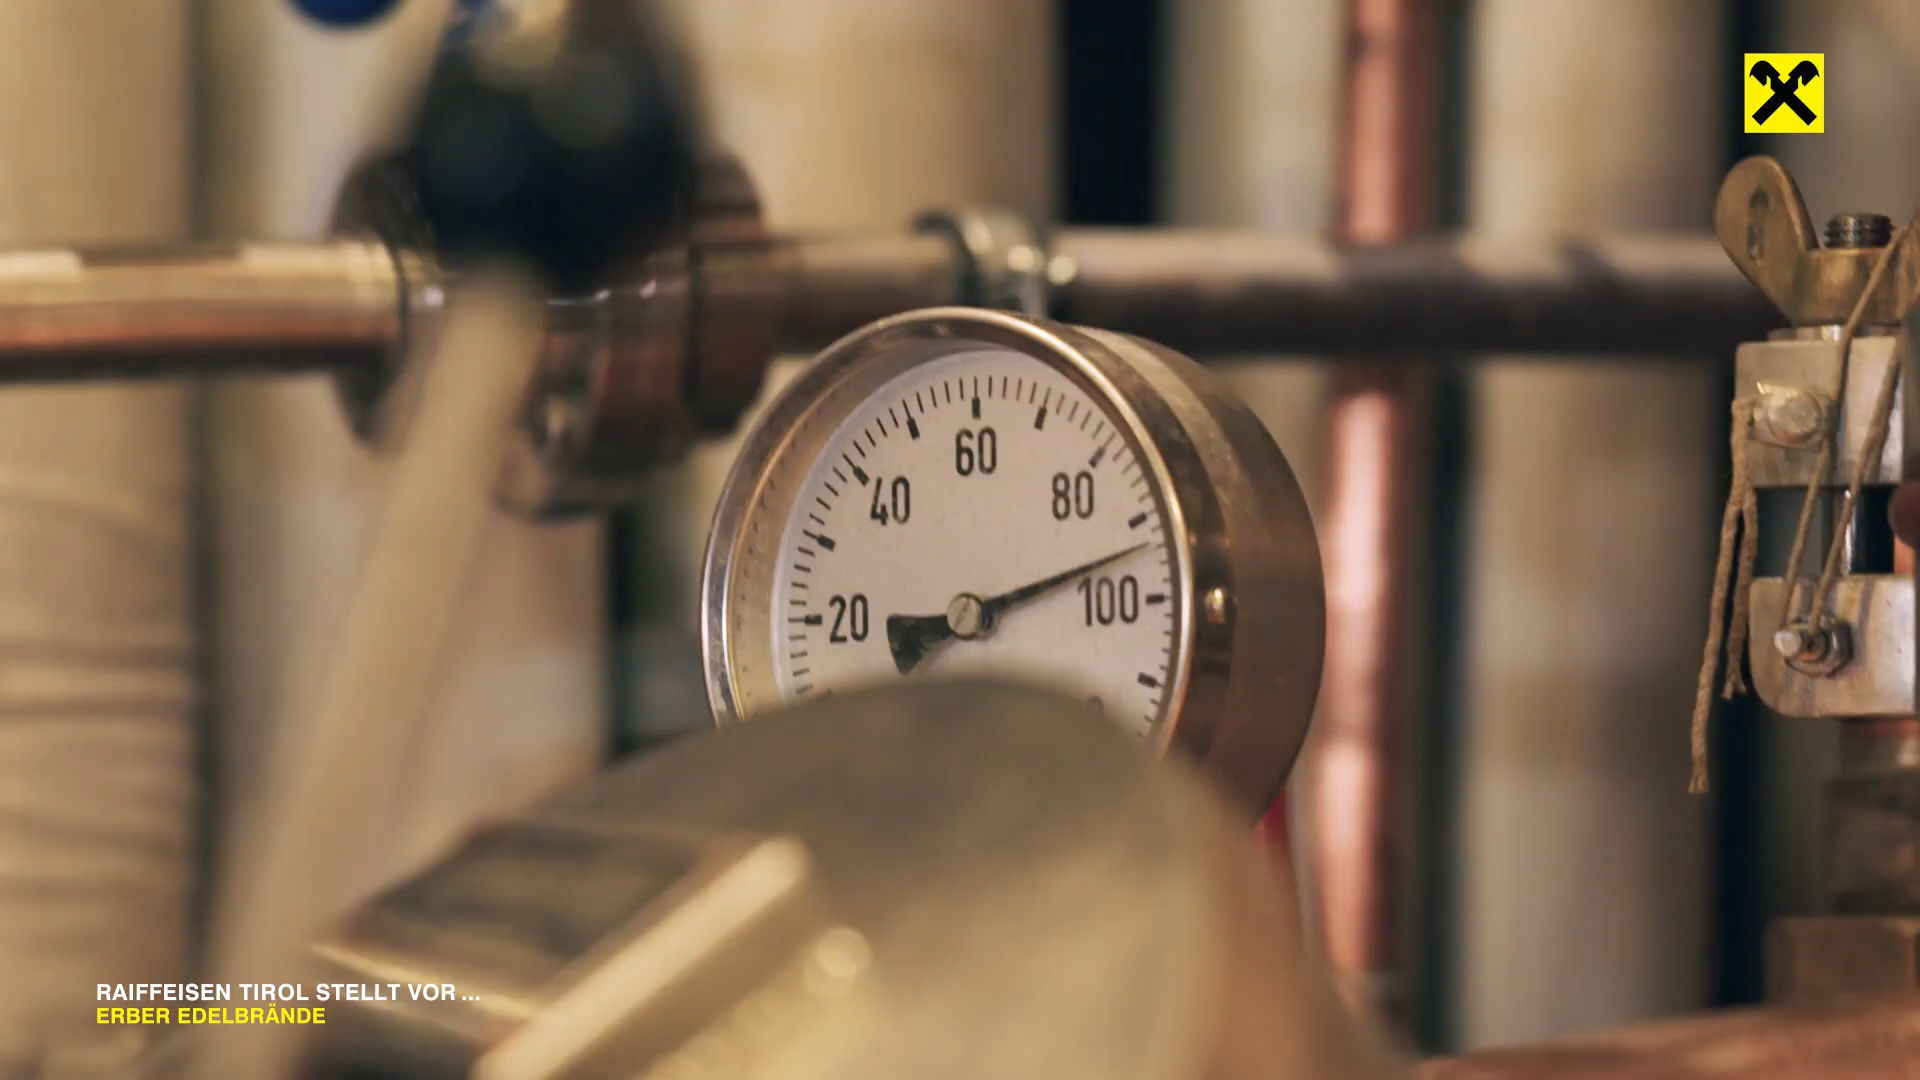 60
40
80
20
100
RAIFFEISEN TIROL STELLT VOR ...
ERBER EDELBRÄNDE